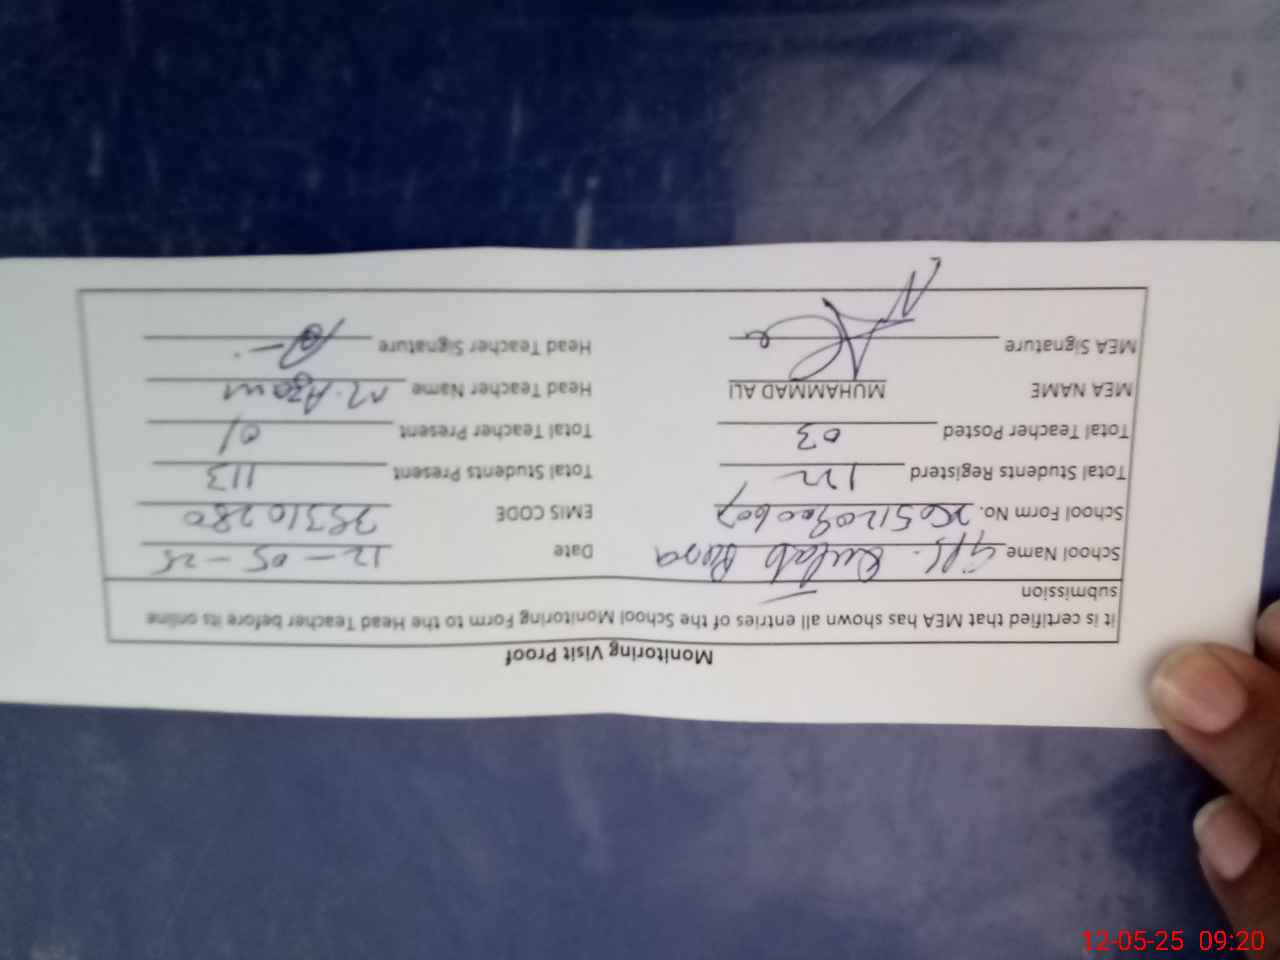 Monitoring Visit Proof
it is certified that MEA has shown all entries of the School Monitoring Form to the Head Teacher before its online
submission
School Name GPS. Date 12-05-25
School Form No. EMIS CODE 38310280
Total Students Registerd 122 Total Students Present 113
Total Teacher Posted 03 Total Teacher Present 01
MEA NAME MUHAMMAD ALI Head Teacher Name M. Azam
MEA Signature Head Teacher Signature
12-05-25 09:20